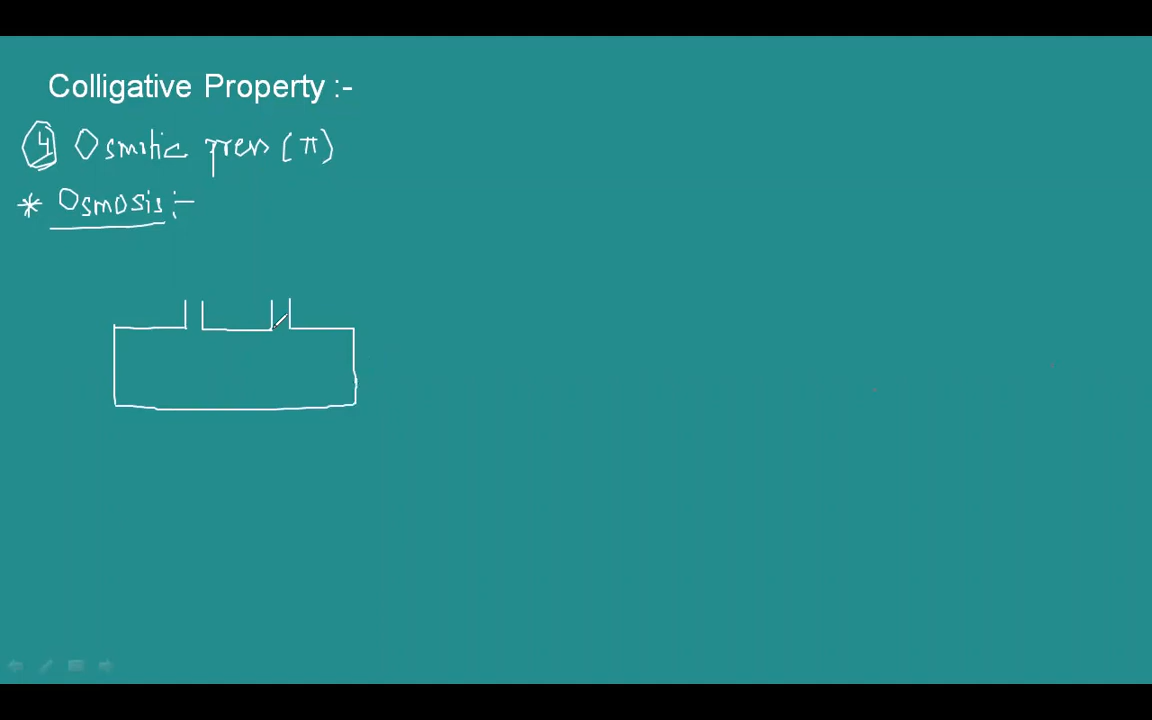 Colligative Property :-
4 Osmotic pres (π)
* Osmosis :-